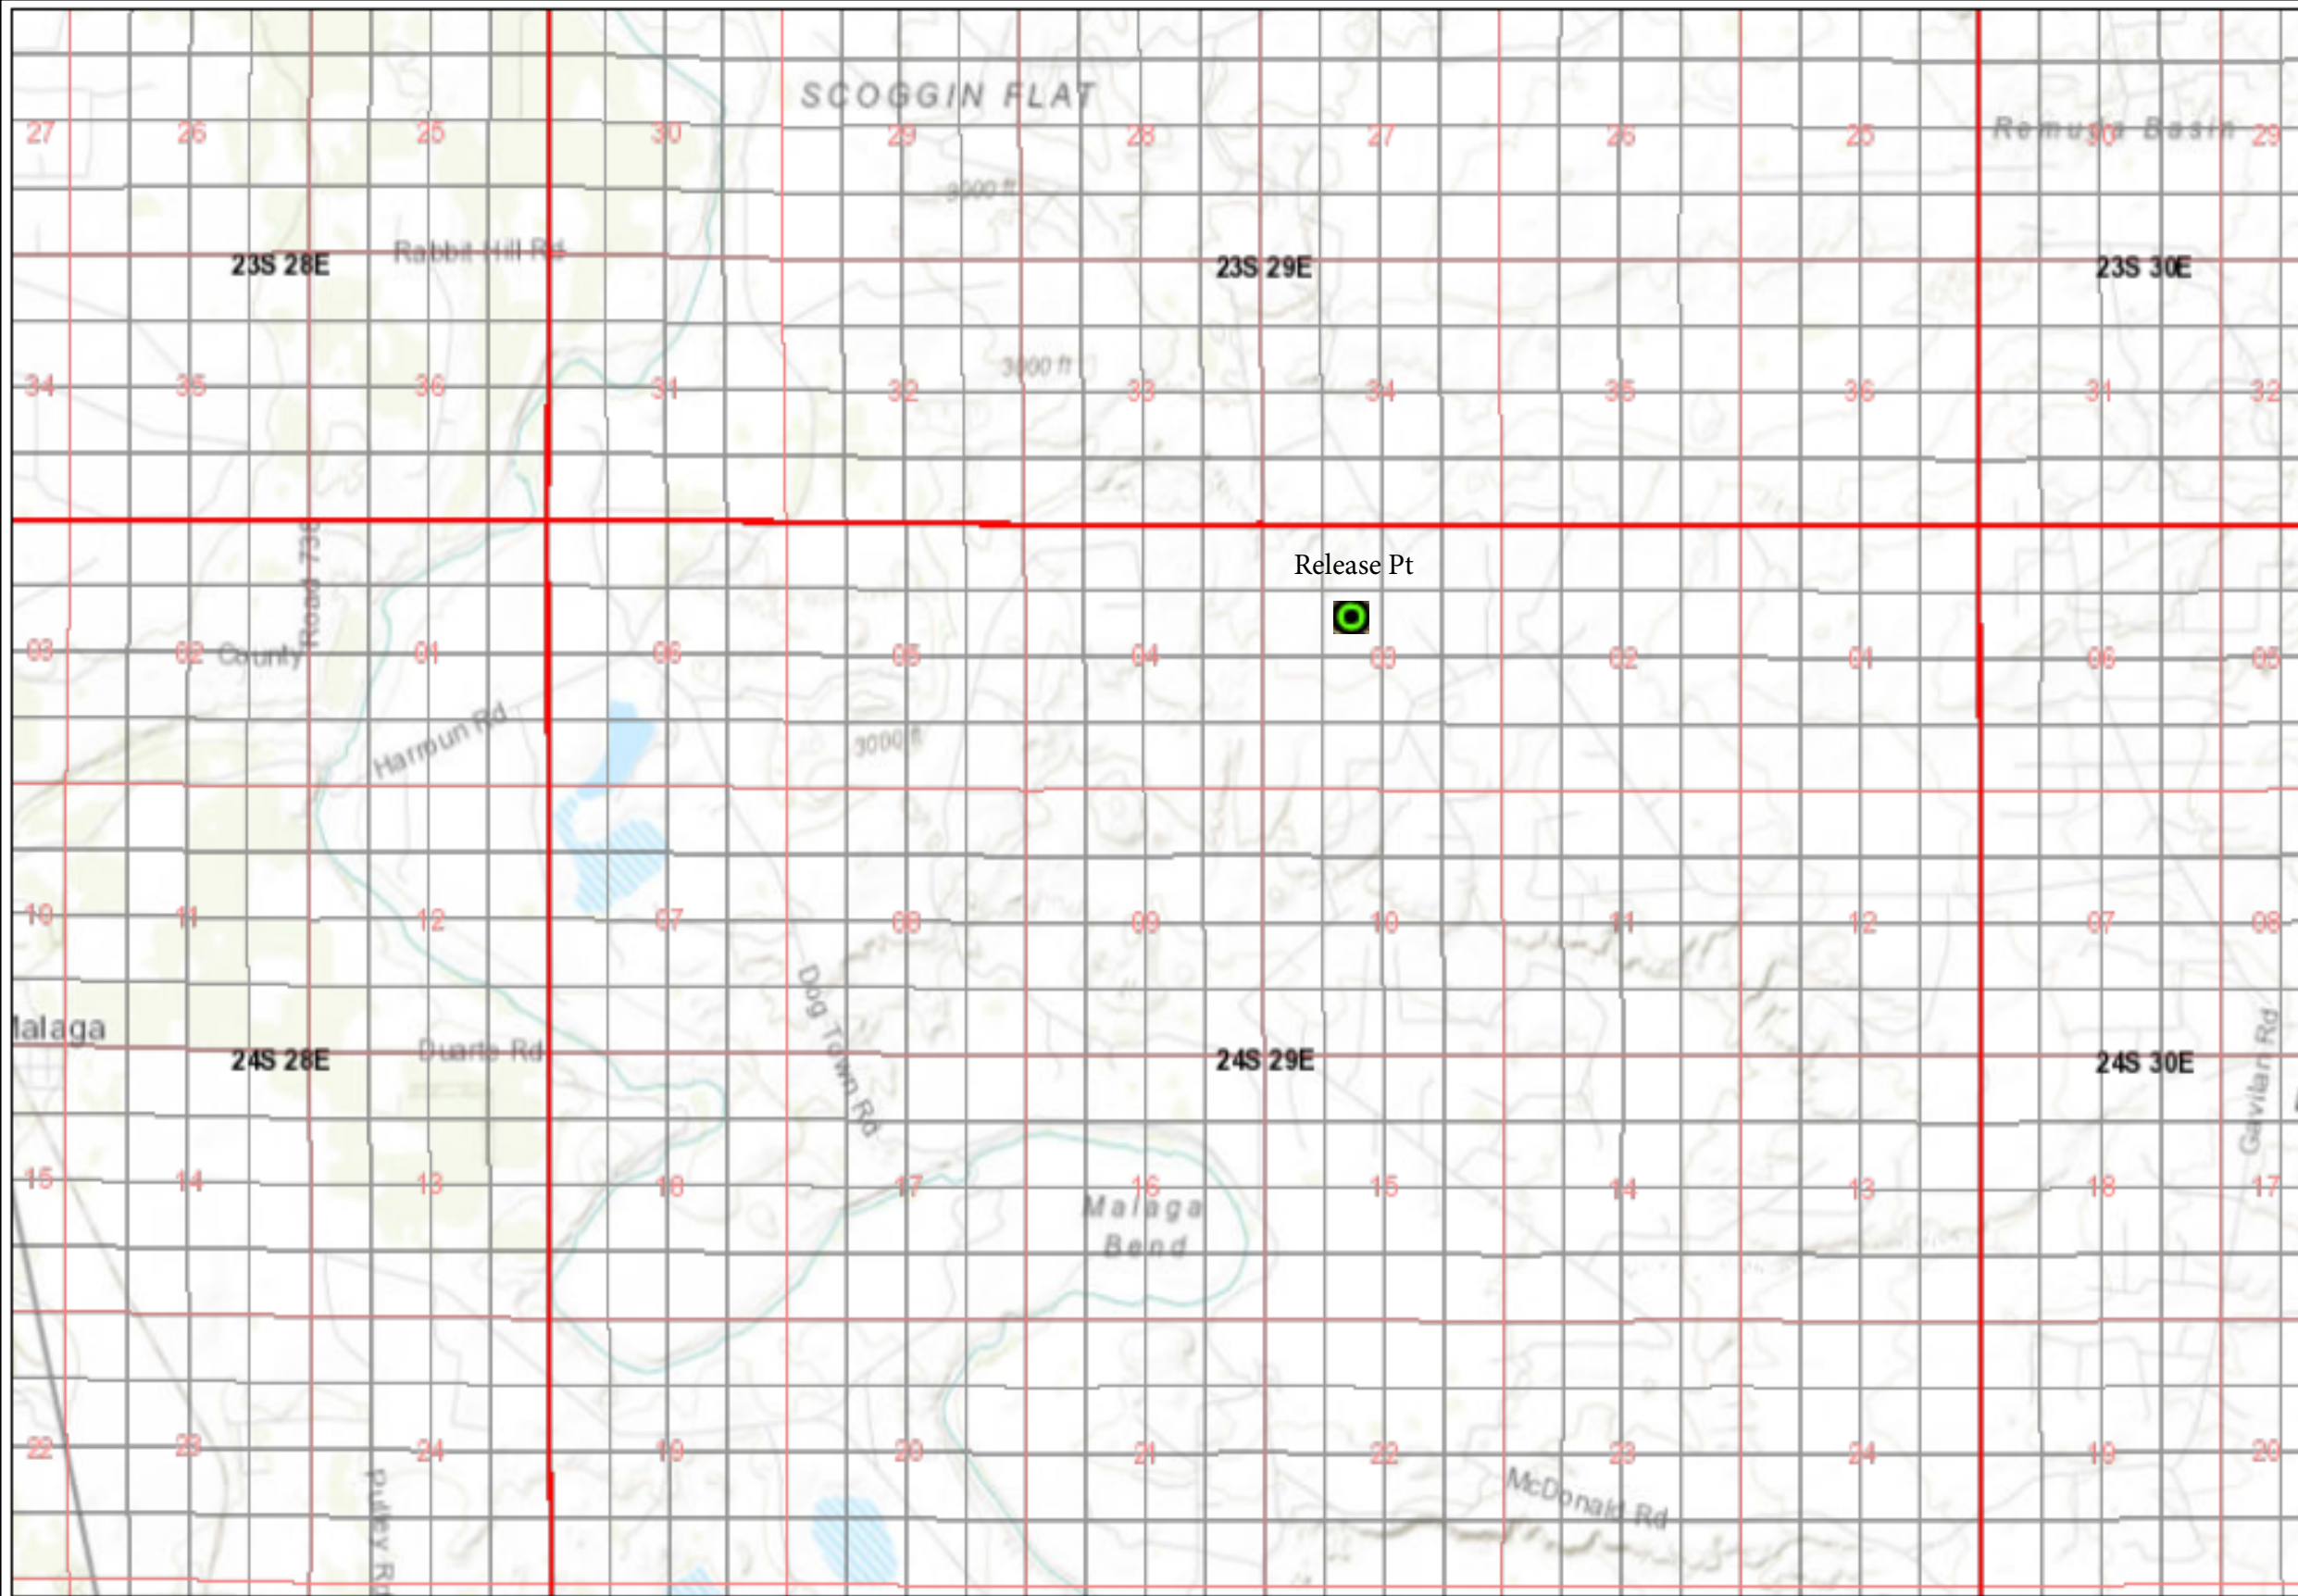 SCOGGIN FLAT
27 26 25 30 29 28 27 26 25 Remuda Basin 30 29
3000 ft
Rabbit Hill Rd
23S 28E 23S 29E 23S 30E
3000 ft
34 35 36 31 32 33 34 35 36 31 32
Release Pt
County Road 739
03 02 01 06 05 04 03 02 01 06 05
Harroun Rd
3000 ft
10 11 12 07 08 09 10 11 12 07 08
Dog Town Rd
Malaga
Duarte Rd
24S 28E 24S 29E 24S 30E
Gavilan Rd
15 14 13 18 17 16 15 14 13 18 17
Malaga
Bend
22 23 24 19 20 21 22 23 24 19 20
Pulley Rd
McDonald Rd